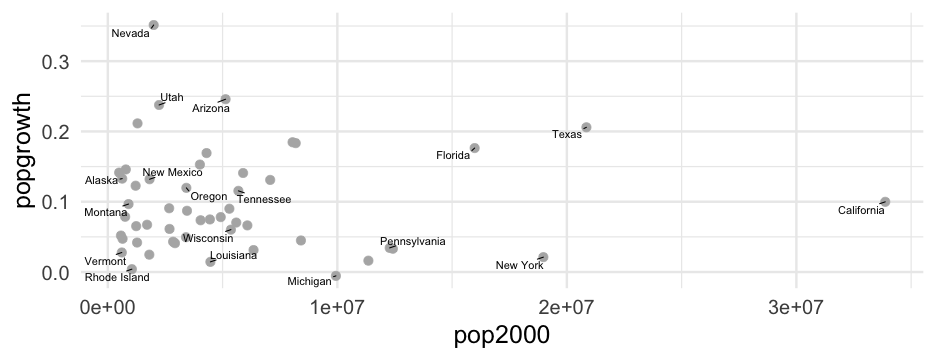 Nevada
0.3
Utah
Arizona
0.2
Texas
Florida
New Mexico
Alaska
Oregon
Tennessee
0.1
Montana
California
Wisconsin
Pennsylvania
Louisiana
Vermont
New York
0.0
Rhode Island
Michigan
popgrowth
0e+00 1e+07 2e+07 3e+07
pop2000